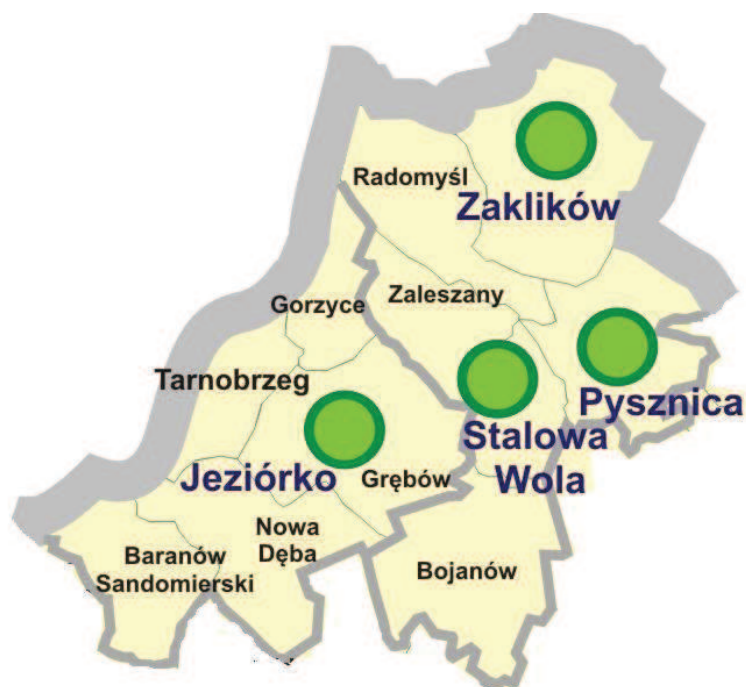 Radomyśl
Zaklików
Zaleszany
Gorzyce
Tarnobrzeg
Pysznica
Stalowa
Wola
Jeziórko
Grębów
Nowa
Dęba
Baranów
Sandomierski
Bojanów